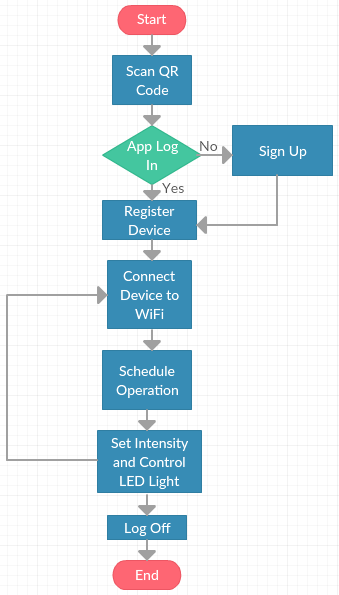 Start
Scan QR
Code
App Log
In
No
Sign Up
Yes
Register
Device
Connect
Device to
WiFi
Schedule
Operation
Set Intensity
and Control
LED Light
Log Off
End